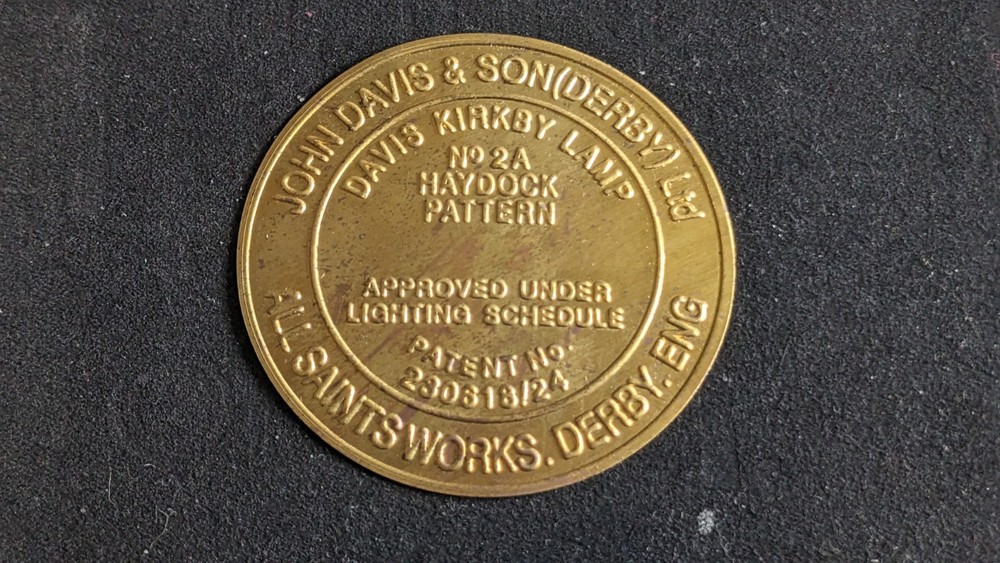 JOHN DAVIS & SON(DERBY) Ltd
DAVIS KIRKBY LAMP
Nº 2A
HAYDOCK
PATTERN
APPROVED UNDER
LIGHTING SCHEDULE
PATENT No.
230618/24
ALL SAINTS WORKS. DERBY. ENG